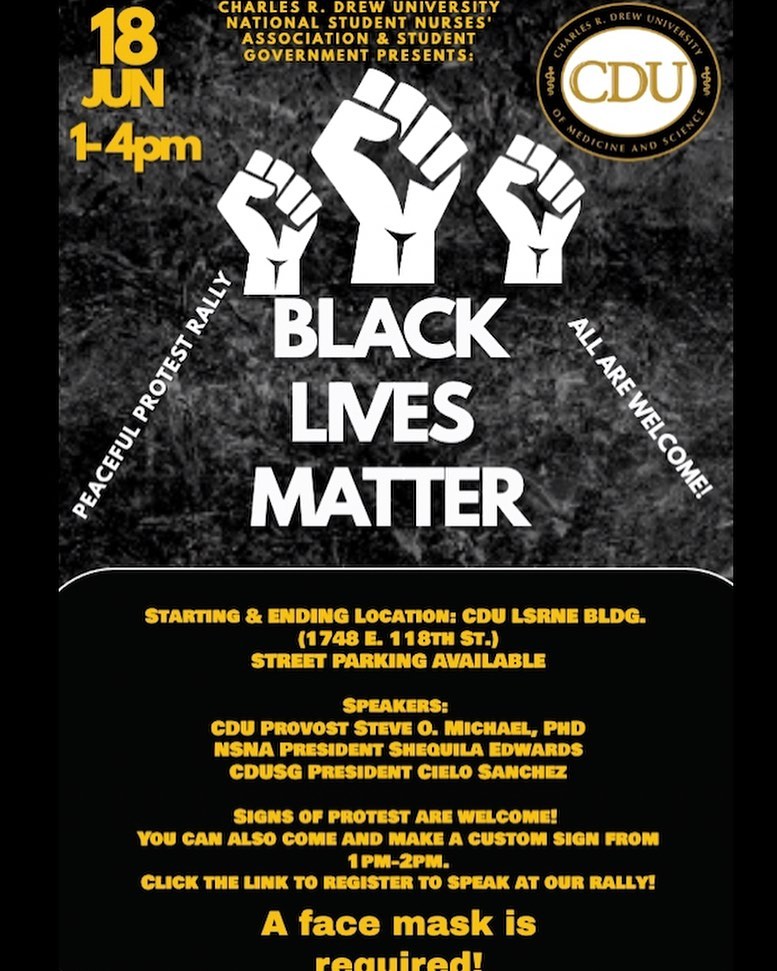 18
JUN
1-4pm
CHARLES R. DREW UNIVERSITY
NATIONAL STUDENT NURSES'
ASSOCIATION & STUDENT
GOVERNMENT PRESENTS:
CHARLES R. DREW UNIVERSITY
CDU
OF MEDICINE AND SCIENCE
PEACEFUL PROTEST RALLY
BLACK
LIVES
MATTER
ALL ARE WELCOME!
STARTING & ENDING LOCATION: CDU LSRNE BLDG.
(1748 E. 118TH ST.)
STREET PARKING AVAILABLE
SPEAKERS:
CDU PROVOST STEVE O. MICHAEL, PHD
NSNA PRESIDENT SHEQUILA EDWARDS
CDUSG PRESIDENT CIELO SANCHEZ
SIGNS OF PROTEST ARE WELCOME!
YOU CAN ALSO COME AND MAKE A CUSTOM SIGN FROM
1PM-2PM.
CLICK THE LINK TO REGISTER TO SPEAK AT OUR RALLY!
A face mask is
required!